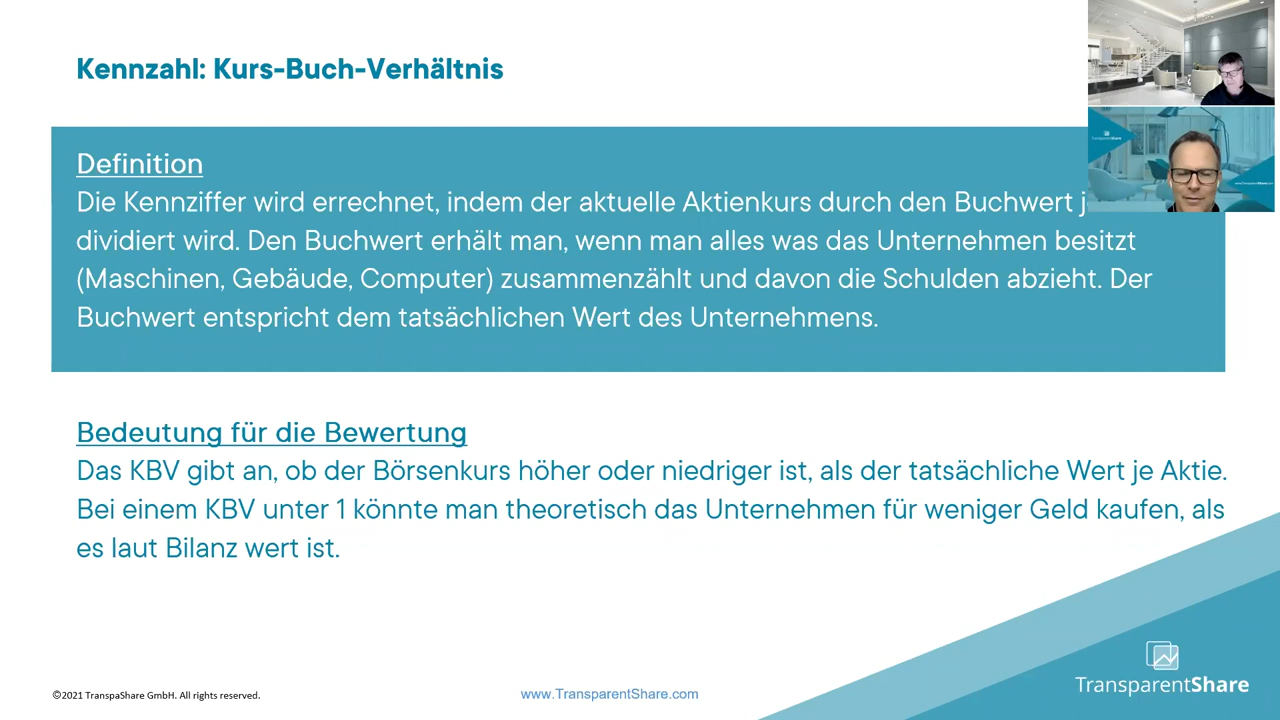 Kennzahl: Kurs-Buch-Verhältnis
Definition
Die Kennziffer wird errechnet, indem der aktuelle Aktienkurs durch den Buchwert
dividiert wird. Den Buchwert erhält man, wenn man alles was das Unternehmen besitzt
(Maschinen, Gebäude, Computer) zusammenzählt und davon die Schulden abzieht. Der
Buchwert entspricht dem tatsächlichen Wert des Unternehmens.
Bedeutung für die Bewertung
Das KBV gibt an, ob der Börsenkurs höher oder niedriger ist, als der tatsächliche Wert je Aktie.
Bei einem KBV unter 1 könnte man theoretisch das Unternehmen für weniger Geld kaufen, als
es laut Bilanz wert ist.
©2021 TranspaShare GmbH. All rights reserved.
www.TransparentShare.com
TransparentShare